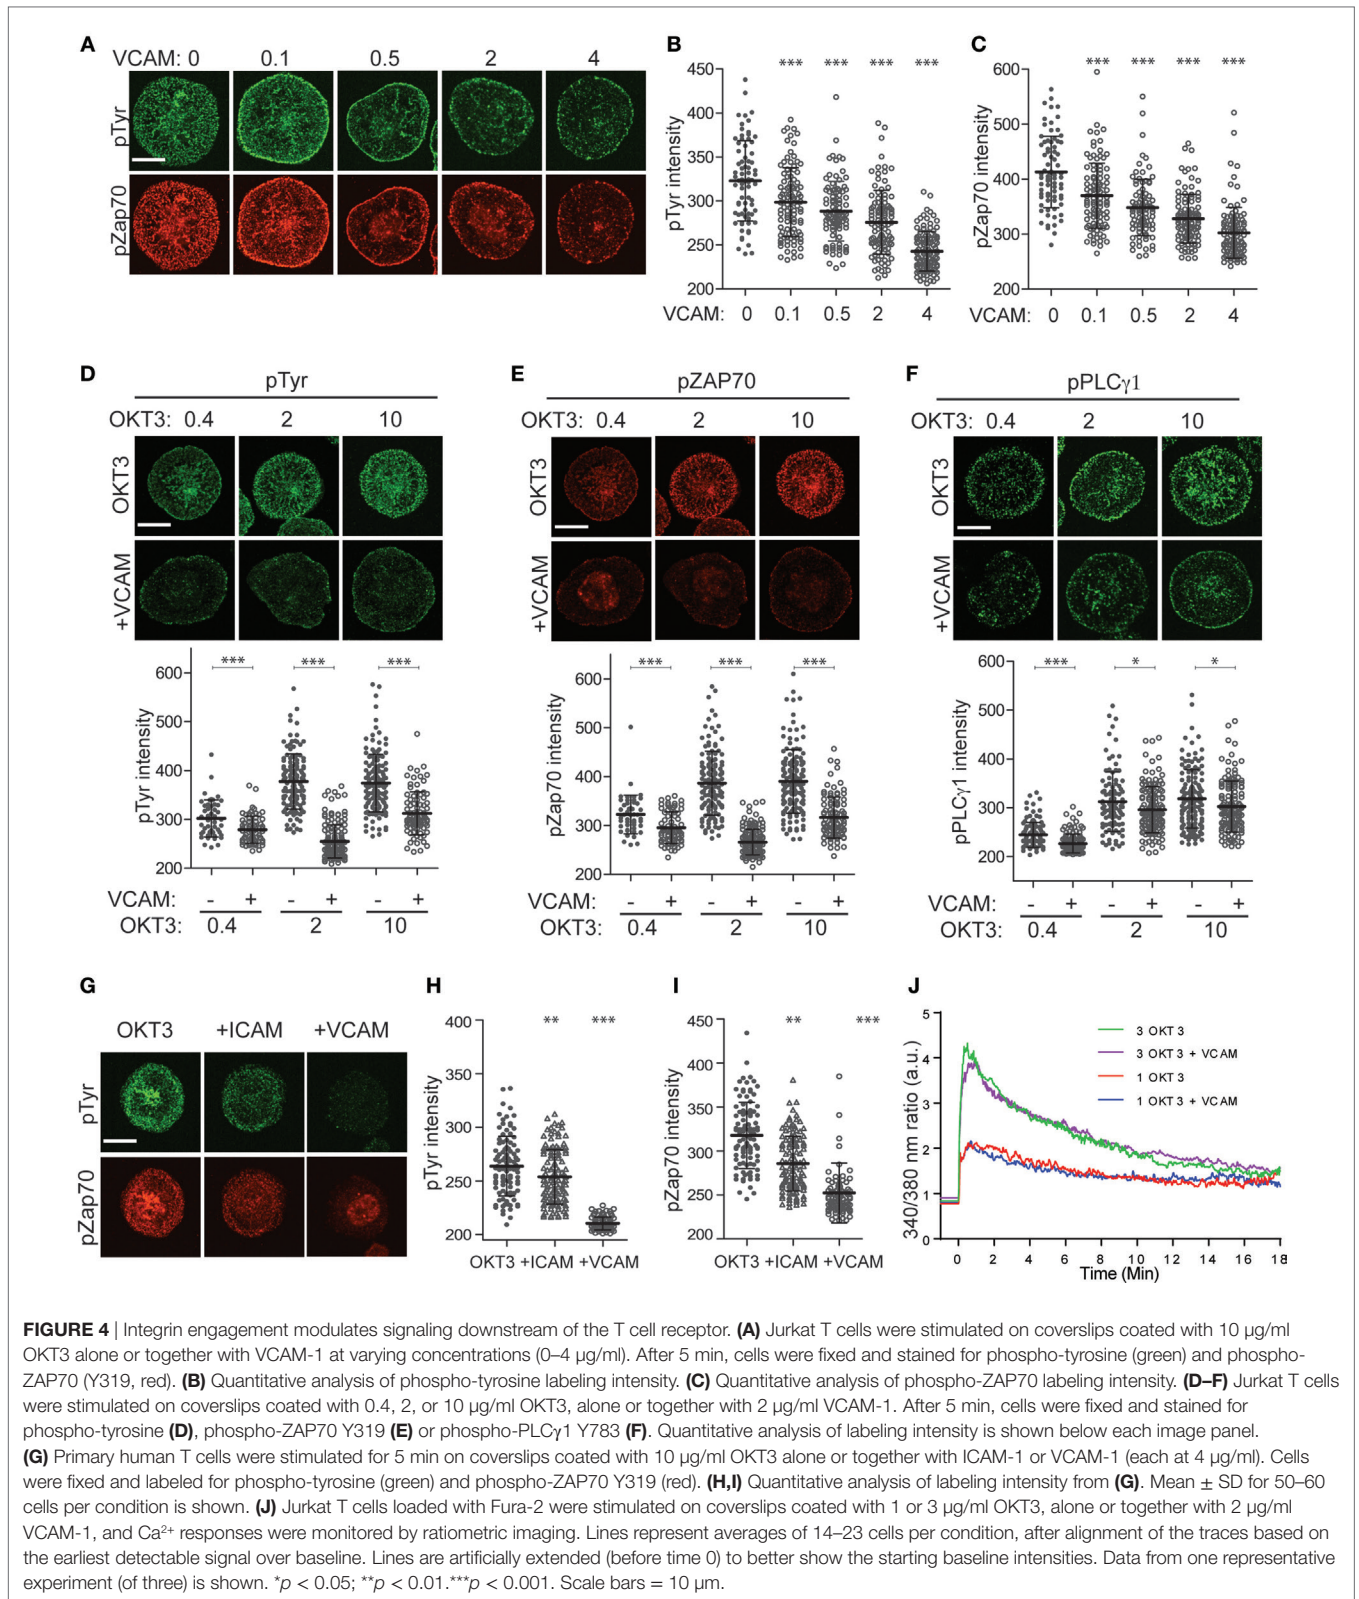 A
VCAM: 0 0.1 0.5 2 4
pTyr
pZap70
B
*** *** *** ***
pTyr intensity
450
400
350
300
250
200
VCAM: 0 0.1 0.5 2 4
C
*** *** *** ***
pZap70 intensity
600
500
400
300
200
VCAM: 0 0.1 0.5 2 4
D
pTyr
OKT3: 0.4 2 10
OKT3
+VCAM
*** *** ***
pTyr intensity
600
500
400
300
200
VCAM: - + - + - +
OKT3: 0.4 2 10
E
pZAP70
OKT3: 0.4 2 10
OKT3
+VCAM
*** *** ***
pZap70 intensity
600
500
400
300
200
VCAM: - + - + - +
OKT3: 0.4 2 10
F
pPLCγ1
OKT3: 0.4 2 10
OKT3
+VCAM
*** * *
pPLCγ1 intensity
600
500
400
300
200
VCAM: - + - + - +
OKT3: 0.4 2 10
G
OKT3 +ICAM +VCAM
pTyr
pZap70
H
** ***
pTyr intensity
400
350
300
250
200
OKT3 +ICAM +VCAM
I
** ***
pZap70 intensity
450
400
350
300
250
200
OKT3 +ICAM +VCAM
J
340/380 nm ratio (a.u.)
5
4
3
2
1
0
3 OKT3
3 OKT3 + VCAM
1 OKT3
1 OKT3 + VCAM
0 2 4 6 8 10 12 14 16 18
Time (Min)
FIGURE 4 | Integrin engagement modulates signaling downstream of the T cell receptor. (A) Jurkat T cells were stimulated on coverslips coated with 10 µg/ml
OKT3 alone or together with VCAM-1 at varying concentrations (0–4 µg/ml). After 5 min, cells were fixed and stained for phospho-tyrosine (green) and phospho-
ZAP70 (Y319, red). (B) Quantitative analysis of phospho-tyrosine labeling intensity. (C) Quantitative analysis of phospho-ZAP70 labeling intensity. (D–F) Jurkat T cells
were stimulated on coverslips coated with 0.4, 2, or 10 µg/ml OKT3, alone or together with 2 µg/ml VCAM-1. After 5 min, cells were fixed and stained for
phospho-tyrosine (D), phospho-ZAP70 Y319 (E) or phospho-PLCγ1 Y783 (F). Quantitative analysis of labeling intensity is shown below each image panel.
(G) Primary human T cells were stimulated for 5 min on coverslips coated with 10 µg/ml OKT3 alone or together with ICAM-1 or VCAM-1 (each at 4 µg/ml). Cells
were fixed and labeled for phospho-tyrosine (green) and phospho-ZAP70 Y319 (red). (H,I) Quantitative analysis of labeling intensity from (G). Mean ± SD for 50–60
cells per condition is shown. (J) Jurkat T cells loaded with Fura-2 were stimulated on coverslips coated with 1 or 3 µg/ml OKT3, alone or together with 2 µg/ml
VCAM-1, and Ca²⁺ responses were monitored by ratiometric imaging. Lines represent averages of 14–23 cells per condition, after alignment of the traces based on
the earliest detectable signal over baseline. Lines are artificially extended (before time 0) to better show the starting baseline intensities. Data from one representative
experiment (of three) is shown. *p < 0.05; **p < 0.01.***p < 0.001. Scale bars = 10 µm.